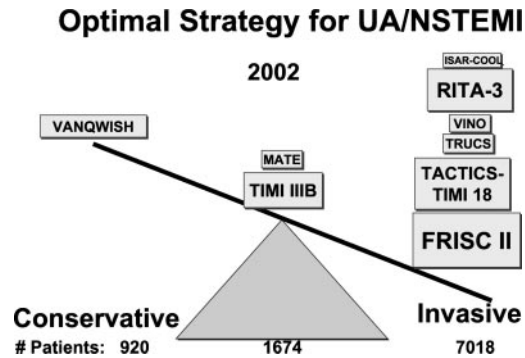 Optimal Strategy for UA/NSTEMI
2002
ISAR-COOL
RITA-3
VANQWISH
VINO
TRUCS
MATE
TIMI IIIB
TACTICS-
TIMI 18
FRISC II
Conservative
Invasive
# Patients: 920 1674 7018